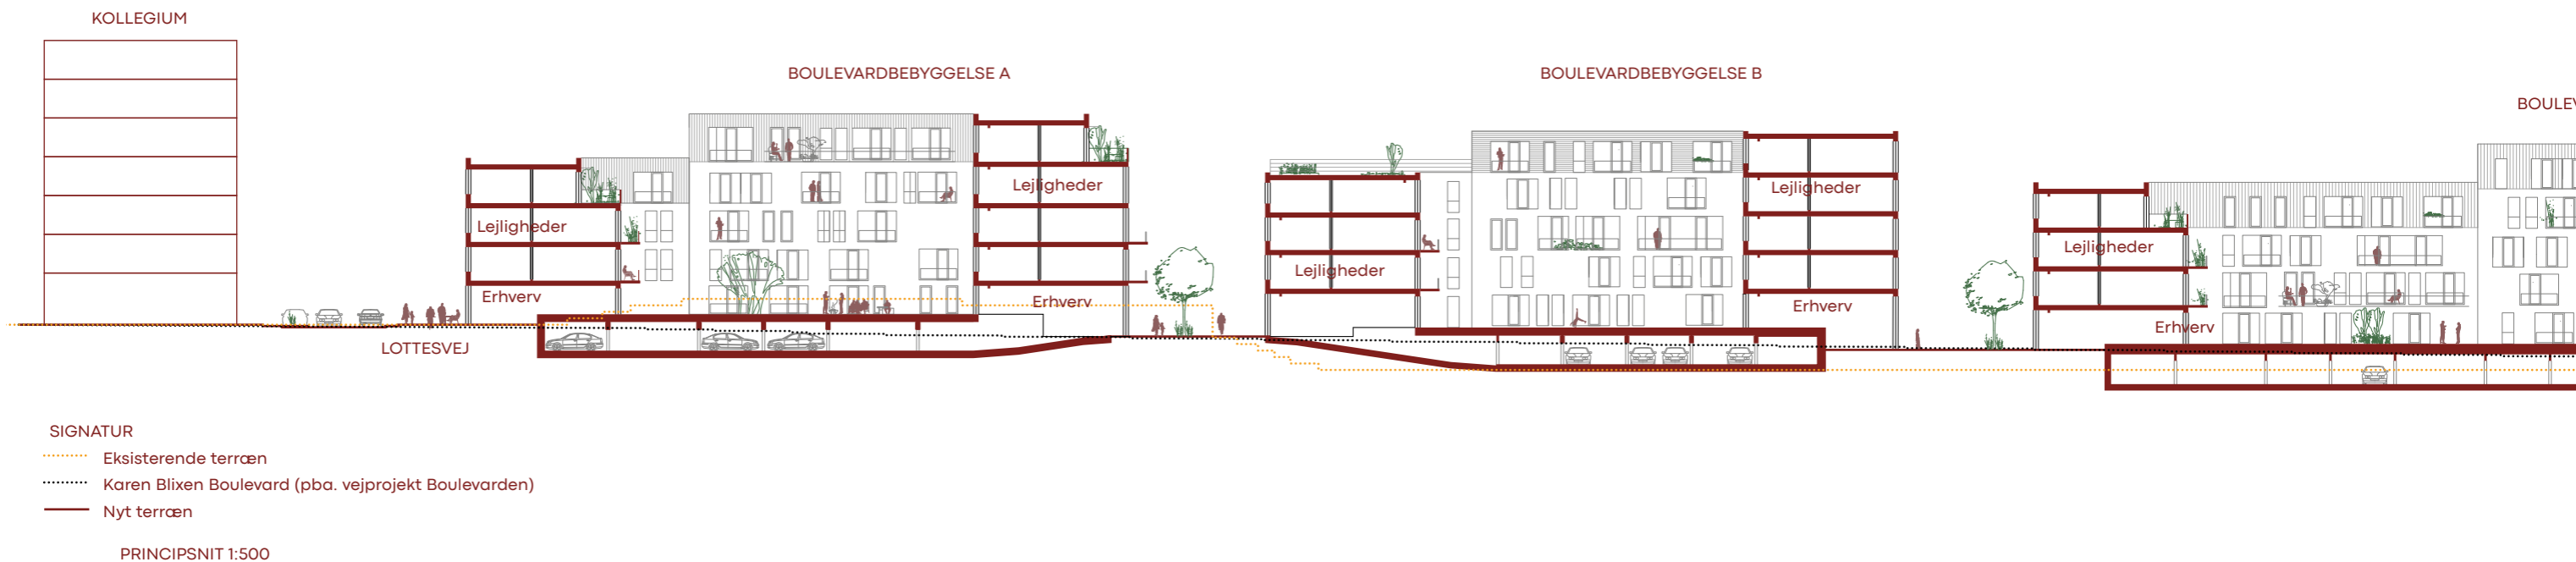 KOLLEGIUM
BOULEVARDBEBYGGELSE A
BOULEVARDBEBYGGELSE B
BOULEV
Lejligheder
Lejligheder
Lejligheder
Lejligheder
Lejligheder
Erhverv
Erhverv
Erhverv
Erhverv
LOTTESVEJ
SIGNATUR
Eksisterende terræn
Karen Blixen Boulevard (pba. vejprojekt Boulevarden)
Nyt terræn
PRINCIPSNIT 1:500